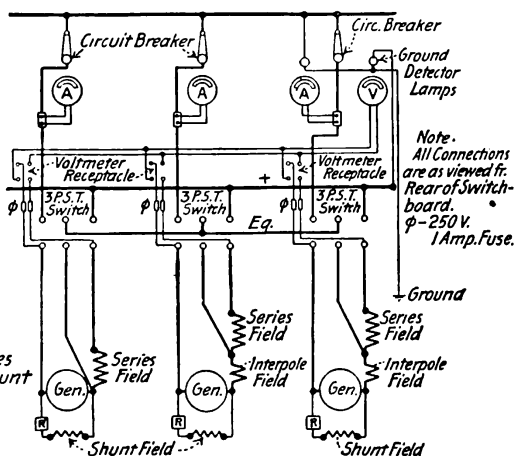 Circuit Breaker
Circ. Breaker
Ground
Detector
Lamps
A
A
A
V
Note.
All Connections
are as viewed fr.
Rear of Switch-
board.
ϕ-250 V.
1 Amp. Fuse.
Voltmeter
Receptacle
Voltmeter
Receptacle
+
ϕ
3 P.S.T.
Switch
ϕ
3 P.S.T.
Switch
ϕ
3 P.S.T.
Switch
Eq.
Ground
Series
Field
Series
Field
Series
Field
Interpole
Field
Interpole
Field
es
unt
Gen.
Gen.
Gen.
R
R
R
Shunt Field
Shunt Field